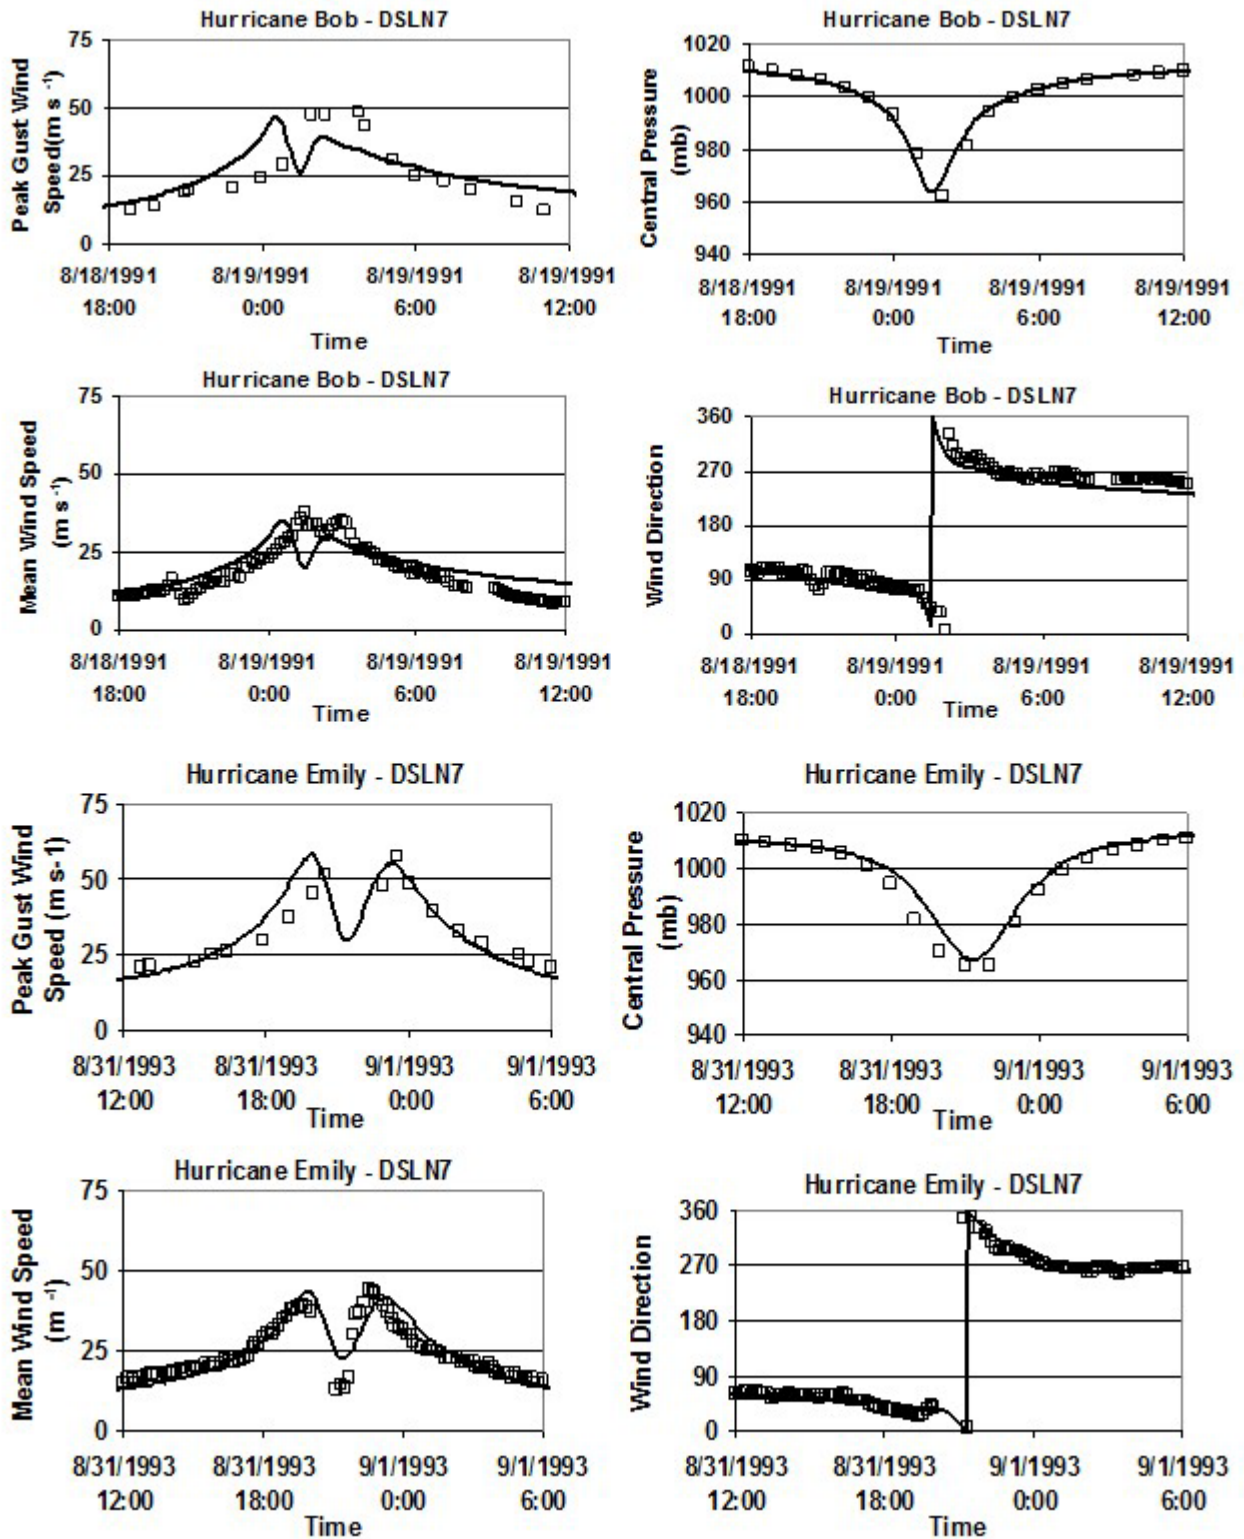 Hurricane Bob - DSLN7
Peak Gust Wind
Speed(m s -1)
75
50
25
0
8/18/1991 8/19/1991 8/19/1991 8/19/1991
18:00 0:00 6:00 12:00
Time
Hurricane Bob - DSLN7
Central Pressure
(mb)
1020
1000
980
960
940
8/18/1991 8/19/1991 8/19/1991 8/19/1991
18:00 0:00 6:00 12:00
Time
Hurricane Bob - DSLN7
Mean Wind Speed
(m s -1)
75
50
25
0
8/18/1991 8/19/1991 8/19/1991 8/19/1991
18:00 0:00 6:00 12:00
Time
Hurricane Bob - DSLN7
Wind Direction
360
270
180
90
0
8/18/1991 8/19/1991 8/19/1991 8/19/1991
18:00 0:00 6:00 12:00
Time
Hurricane Emily - DSLN7
Peak Gust Wind
Speed (m s- 1)
75
50
25
0
8/31/1993 8/31/1993 9/1/1993 9/1/1993
12:00 18:00 0:00 6:00
Time
Hurricane Emily - DSLN7
Central Pressure
(mb)
1020
1000
980
960
940
8/31/1993 8/31/1993 9/1/1993 9/1/1993
12:00 18:00 0:00 6:00
Time
Hurricane Emily - DSLN7
Mean Wind Speed
(m -1)
75
50
25
0
8/31/1993 8/31/1993 9/1/1993 9/1/1993
12:00 18:00 0:00 6:00
Time
Hurricane Emily - DSLN7
Wind Direction
360
270
180
90
0
8/31/1993 8/31/1993 9/1/1993 9/1/1993
12:00 18:00 0:00 6:00
Time